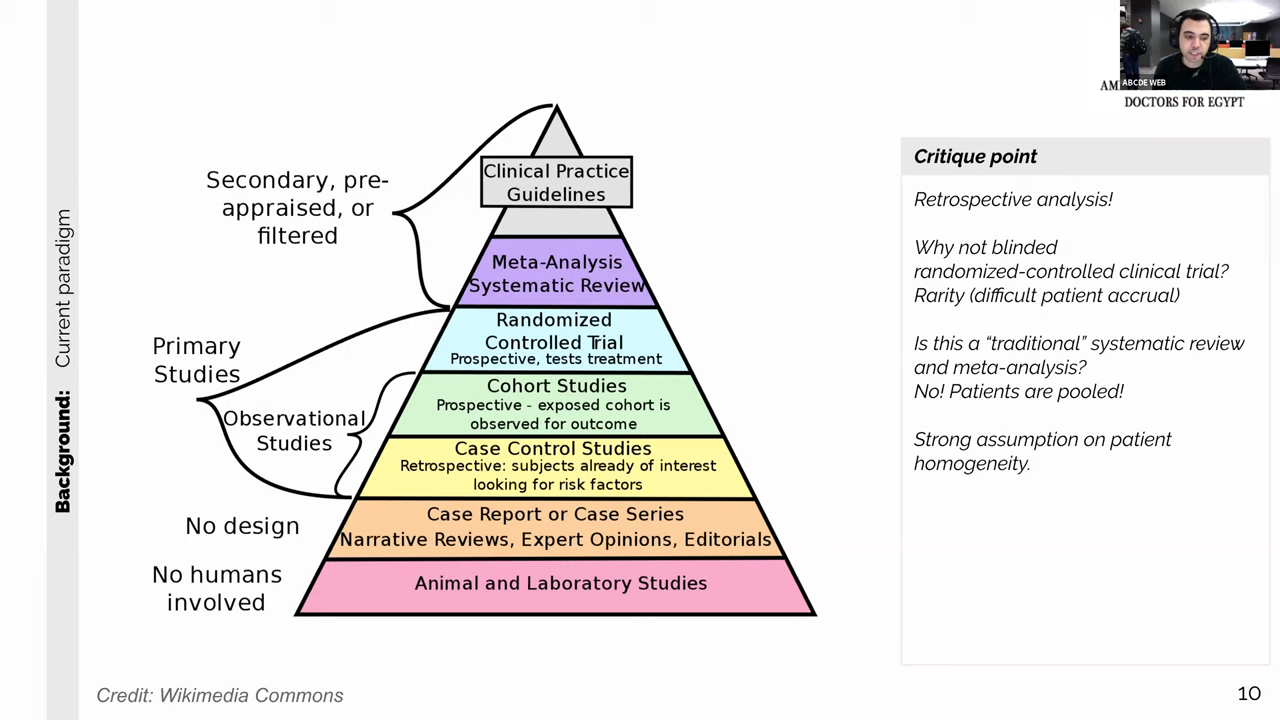 ABCDE WEB
AM
DOCTORS FOR EGYPT
Background: Current paradigm
Secondary, pre-
appraised, or
filtered
Primary
Studies
Observational
Studies
No design
No humans
involved
Clinical Practice
Guidelines
Meta-Analysis
Systematic Review
Randomized
Controlled Trial
Prospective, tests treatment
Cohort Studies
Prospective - exposed cohort is
observed for outcome
Case Control Studies
Retrospective: subjects already of interest
looking for risk factors
Case Report or Case Series
Narrative Reviews, Expert Opinions, Editorials
Animal and Laboratory Studies
Critique point
Retrospective analysis!
Why not blinded
randomized-controlled clinical trial?
Rarity (difficult patient accrual)
Is this a “traditional” systematic review
and meta-analysis?
No! Patients are pooled!
Strong assumption on patient
homogeneity.
Credit: Wikimedia Commons
10